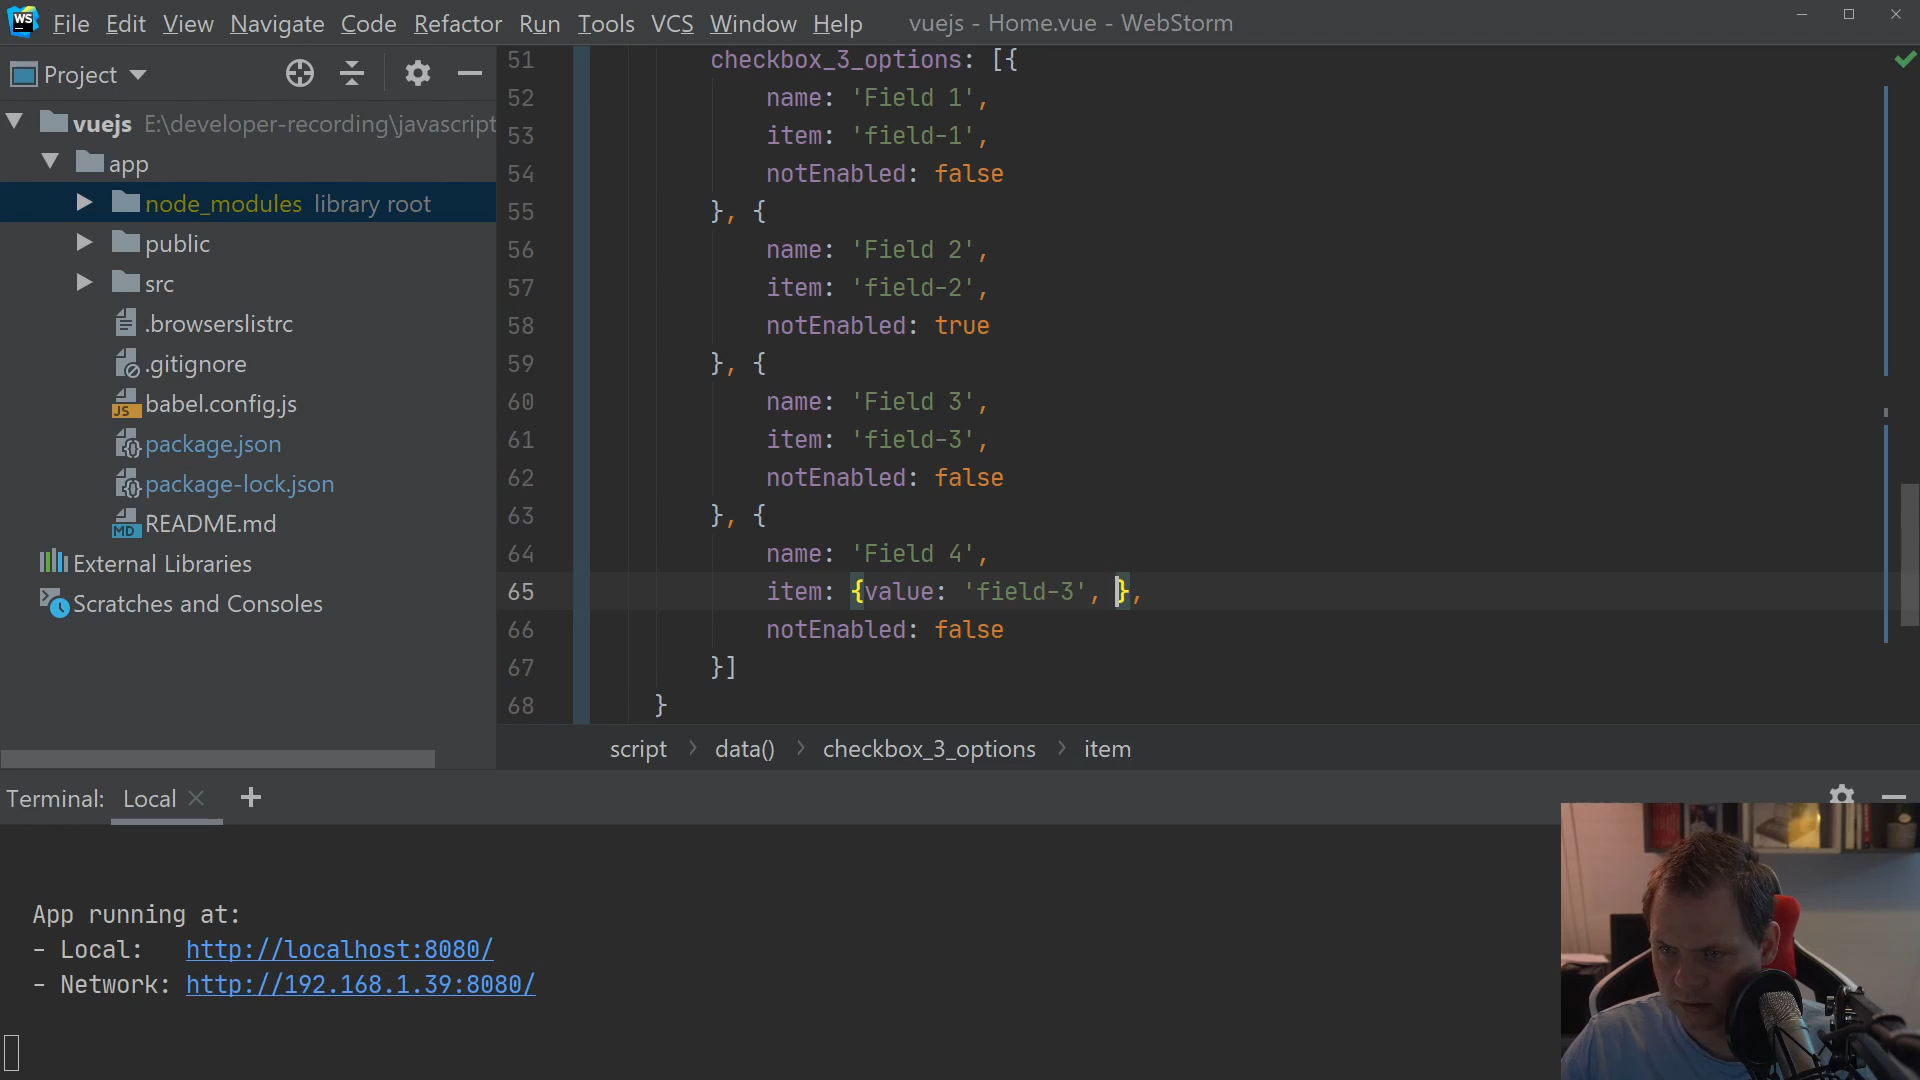 WS File Edit View Navigate Code Refactor Run Tools VCS Window Help vuejs - Home.vue - WebStorm
Project
vuejs E:\developer-recording\javascript
app
node_modules library root
public
src
.browserslistrc
.gitignore
JS babel.config.js
package.json
package-lock.json
MD README.md
External Libraries
Scratches and Consoles
51 checkbox_3_options: [{
52 name: 'Field 1',
53 item: 'field-1',
54 notEnabled: false
55 }, {
56 name: 'Field 2',
57 item: 'field-2',
58 notEnabled: true
59 }, {
60 name: 'Field 3',
61 item: 'field-3',
62 notEnabled: false
63 }, {
64 name: 'Field 4',
65 item: {value: 'field-3', },
66 notEnabled: false
67 }]
68 }
script > data() > checkbox_3_options > item
Terminal: Local × +
App running at:
- Local: http://localhost:8080/
- Network: http://192.168.1.39:8080/